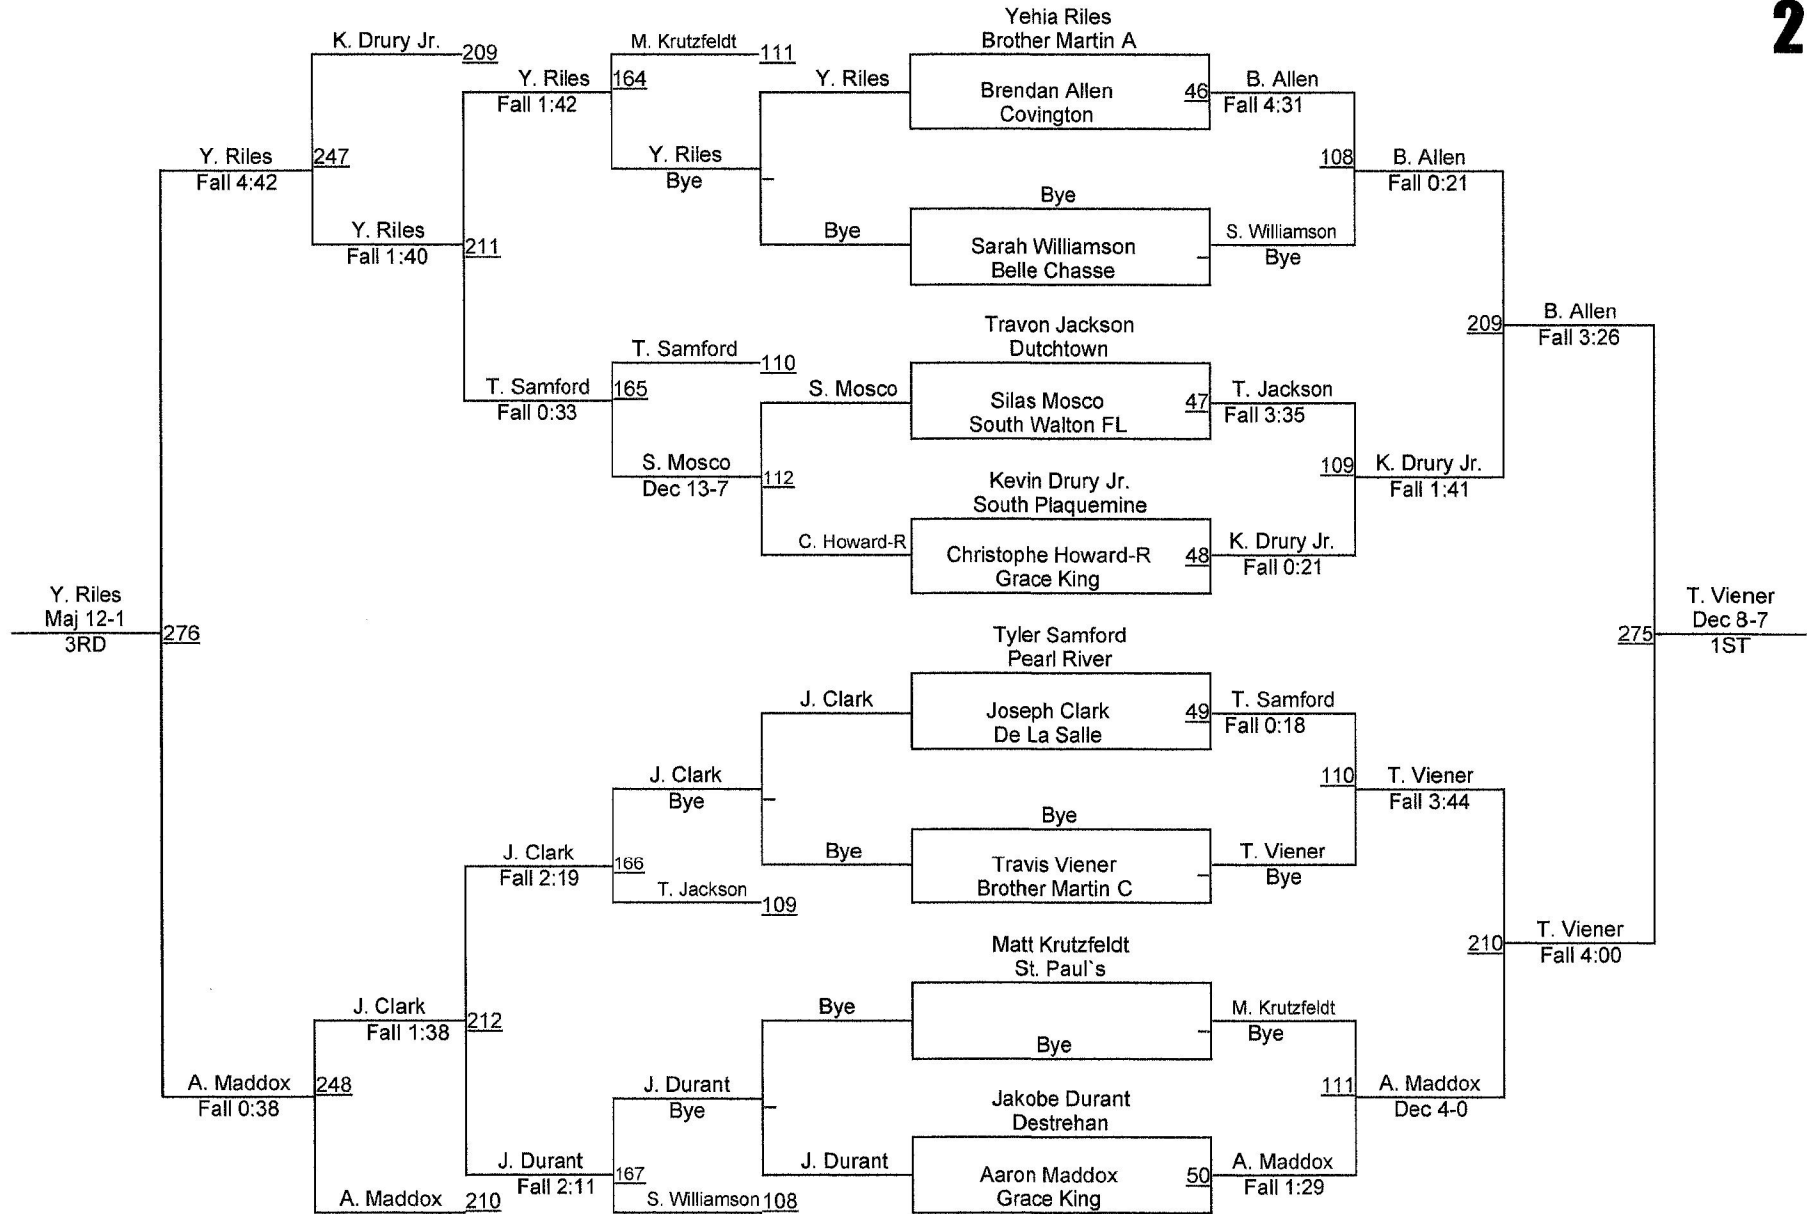 2
Yehia Riles
Brother Martin A
K. Drury Jr.
209
M. Krutzfeldt
111
Y. Riles
Fall 1:42
164
Y. Riles
Brendan Allen
Covington
46
B. Allen
Fall 4:31
Y. Riles
Fall 4:42
247
Y. Riles
Bye
108
B. Allen
Fall 0:21
Bye
Y. Riles
Fall 1:40
211
Bye
Sarah Williamson
Belle Chasse
S. Williamson
Bye
Travon Jackson
Dutchtown
209
B. Allen
Fall 3:26
T. Samford
110
T. Samford
Fall 0:33
165
S. Mosco
Silas Mosco
South Walton FL
47
T. Jackson
Fall 3:35
S. Mosco
Dec 13-7
112
109
K. Drury Jr.
Fall 1:41
Kevin Drury Jr.
South Plaquemine
C. Howard-R
Christophe Howard-R
Grace King
48
K. Drury Jr.
Fall 0:21
Y. Riles
Maj 12-1
3RD
276
T. Viener
Dec 8-7
1ST
275
Tyler Samford
Pearl River
J. Clark
Joseph Clark
De La Salle
49
T. Samford
Fall 0:18
J. Clark
Bye
110
T. Viener
Fall 3:44
Bye
J. Clark
Fall 2:19
166
Bye
Travis Viener
Brother Martin C
T. Viener
Bye
T. Jackson
109
Matt Krutzfeldt
St. Paul`s
210
T. Viener
Fall 4:00
J. Clark
Fall 1:38
212
Bye
Bye
M. Krutzfeldt
Bye
A. Maddox
Fall 0:38
248
J. Durant
Bye
111
A. Maddox
Dec 4-0
Jakobe Durant
Destrehan
J. Durant
Fall 2:11
167
J. Durant
Aaron Maddox
Grace King
50
A. Maddox
Fall 1:29
A. Maddox
210
S. Williamson
108